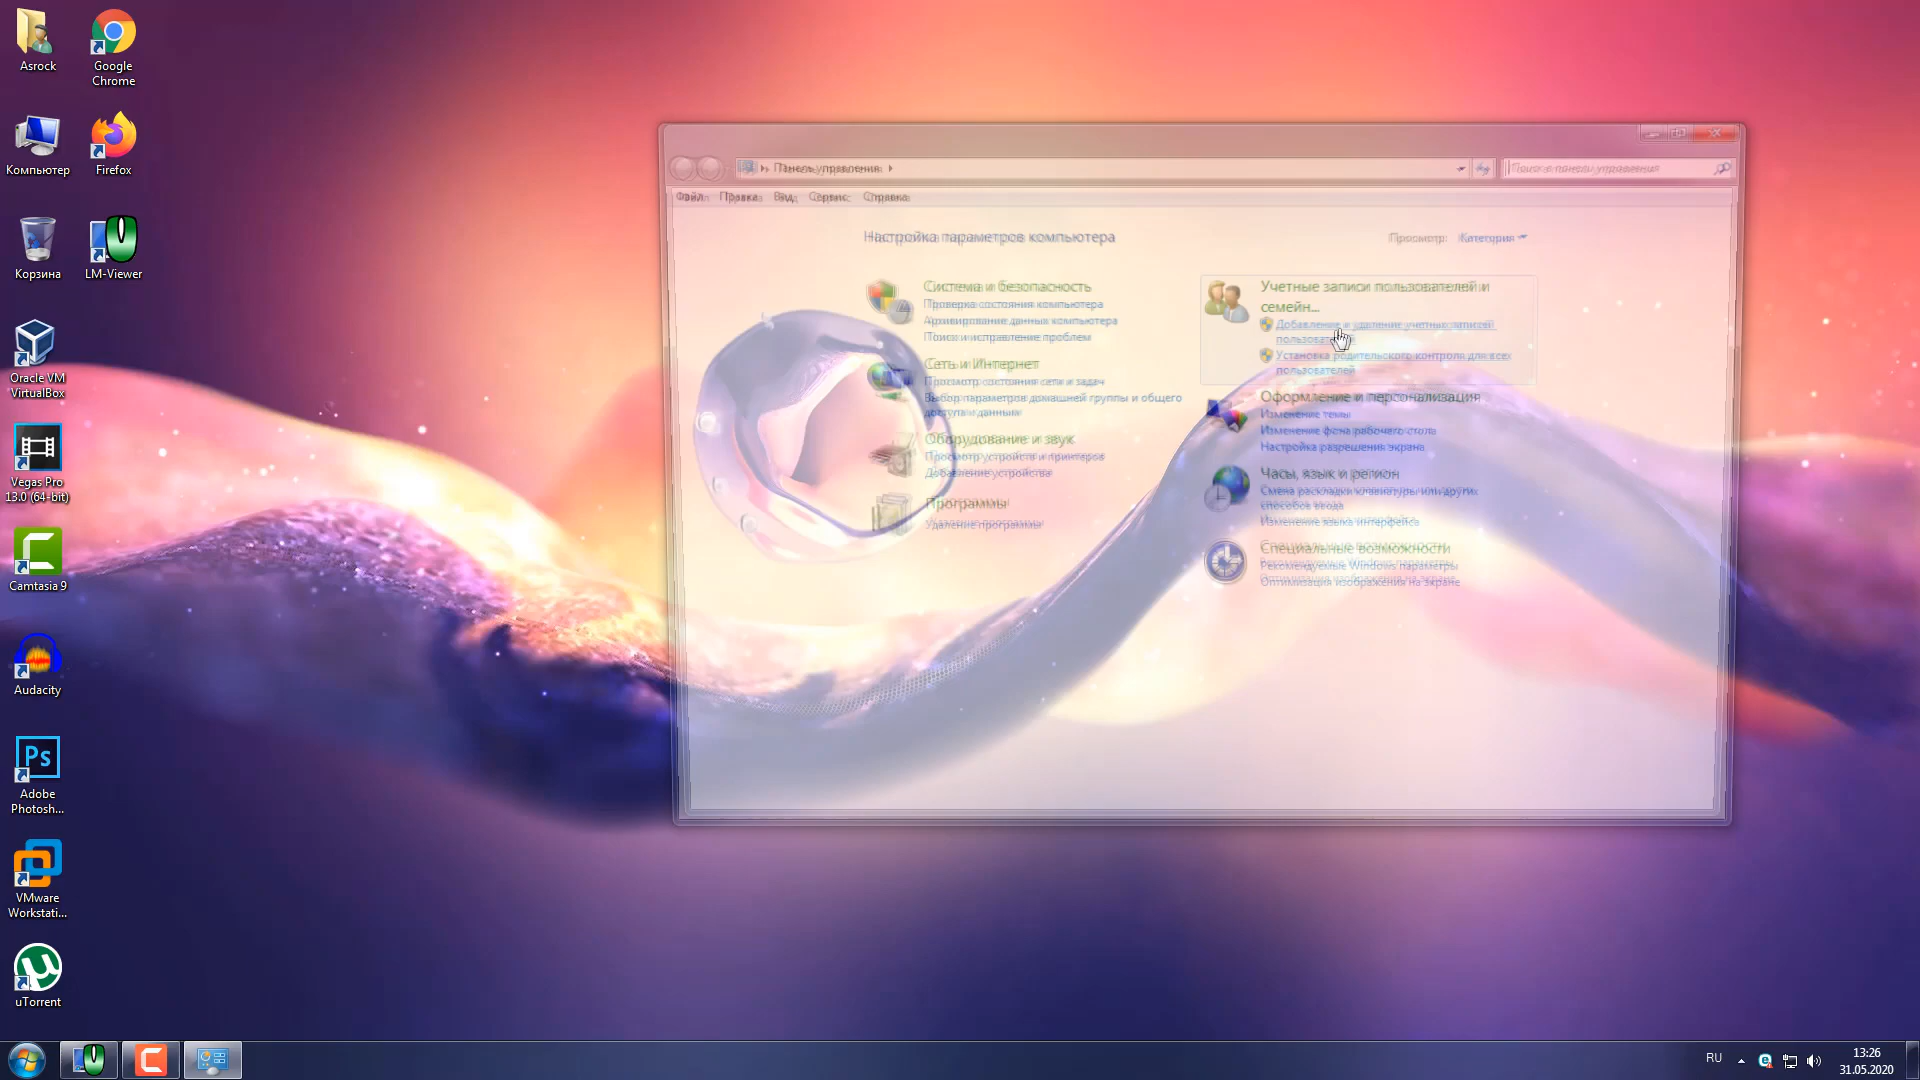 Asrock
Google
Chrome
Компьютер
Firefox
Корзина
LM-Viewer
Oracle VM
VirtualBox
Vegas Pro
13.0 (64-bit)
Camtasia 9
Audacity
Ps
Adobe
Photosh...
VMware
Workstati...
uTorrent
Панель управления
Поиск в панели управления
Файл Правка Вид Сервис Справка
Настройка параметров компьютера
Просмотр: Категория
Система и безопасность
Проверка состояния компьютера
Архивирование данных компьютера
Поиск и исправление проблем
Сеть и Интернет
Просмотр состояния сети и задач
Выбор параметров домашней группы и общего
доступа к данным
Оборудование и звук
Просмотр устройств и принтеров
Добавление устройства
Программы
Удаление программы
Учетные записи пользователей и
семейн...
Добавление и удаление учетных записей
пользователей
Установка родительского контроля для всех
пользователей
Оформление и персонализация
Изменение темы
Изменение фона рабочего стола
Настройка разрешения экрана
Часы, язык и регион
Смена раскладки клавиатуры или других
способов ввода
Изменение языка интерфейса
Специальные возможности
Рекомендуемые Windows параметры
Оптимизация изображения на экране
RU
13:26
31.05.2020